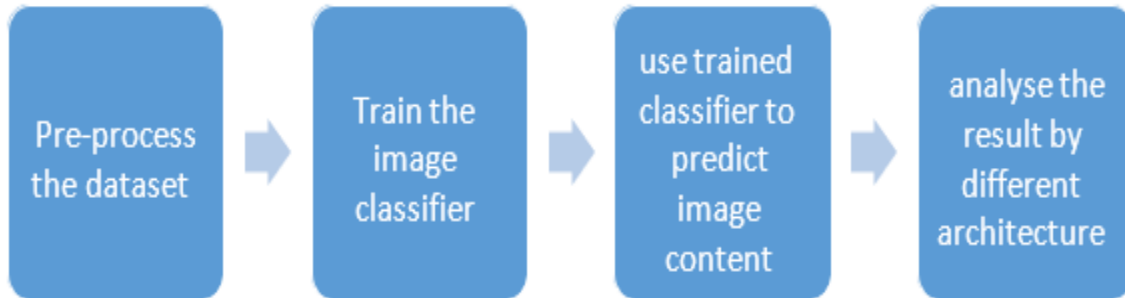 Pre-process
the dataset
Train the
image
classifier
use trained
classifier to
predict
image
content
analyse the
result by
different
architecture